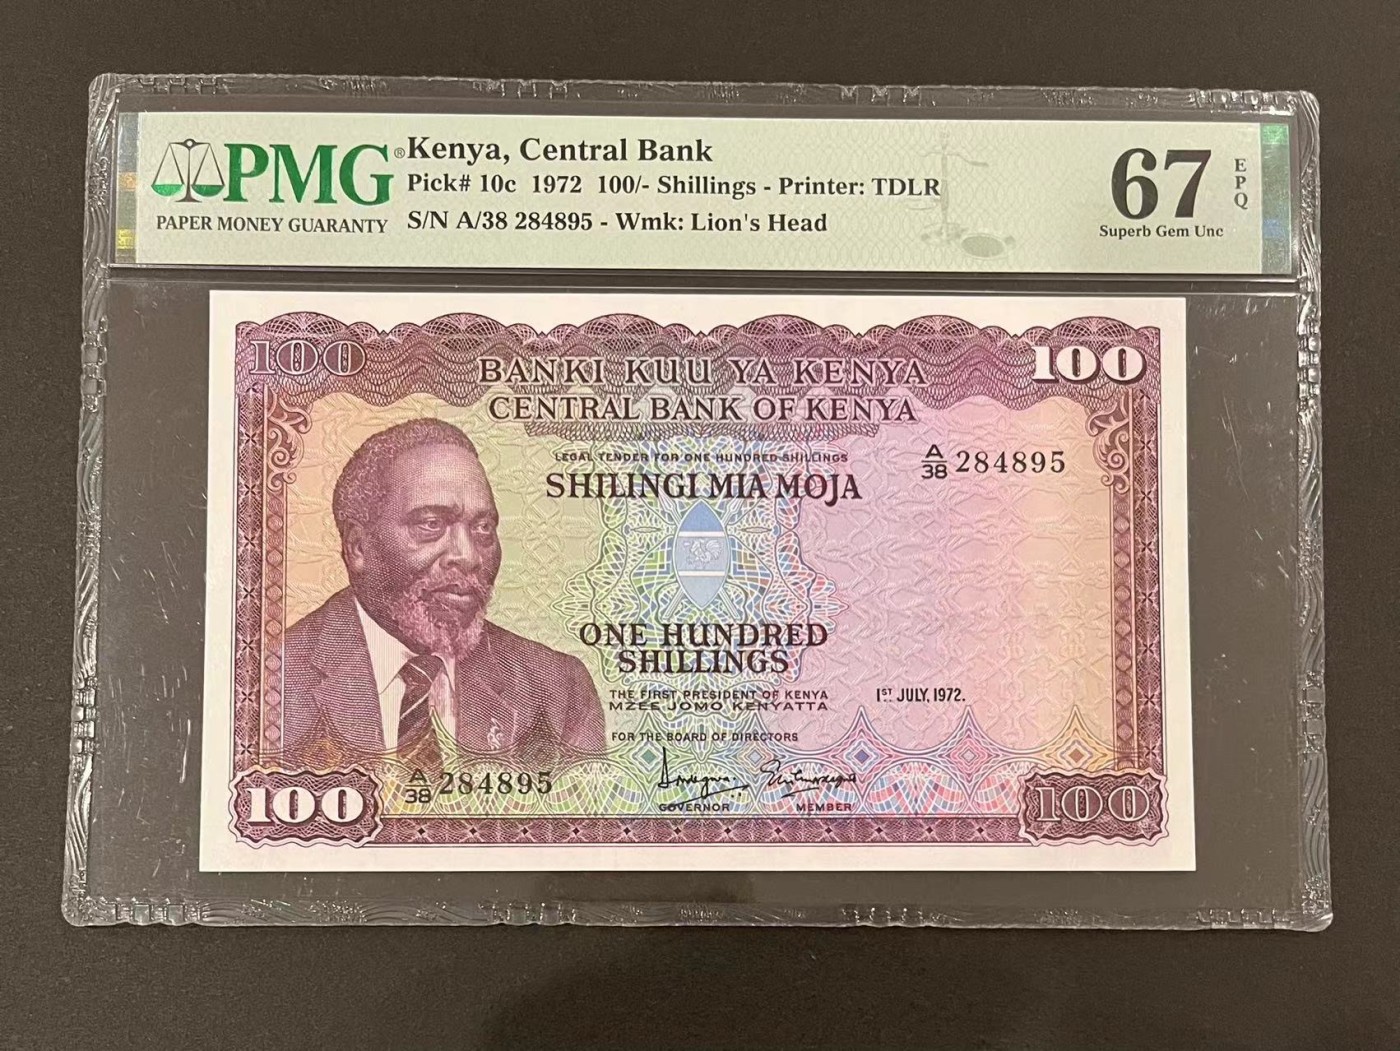 PMG®
PAPER MONEY GUARANTY
Kenya, Central Bank
Pick# 10c 1972 100/- Shillings - Printer: TDLR
S/N A/38 284895 - Wmk: Lion's Head
67
EPQ
Superb Gem Unc
100
100
BANKI KUU YA KENYA
CENTRAL BANK OF KENYA
LEGAL TENDER FOR ONE HUNDRED SHILLINGS
A/38 284895
SHILINGI MIA MOJA
ONE HUNDRED
SHILLINGS
THE FIRST PRESIDENT OF KENYA
MZEE JOMO KENYATTA
1ST JULY, 1972.
FOR THE BOARD OF DIRECTORS
A/38 284895
GOVERNOR
MEMBER
100
100